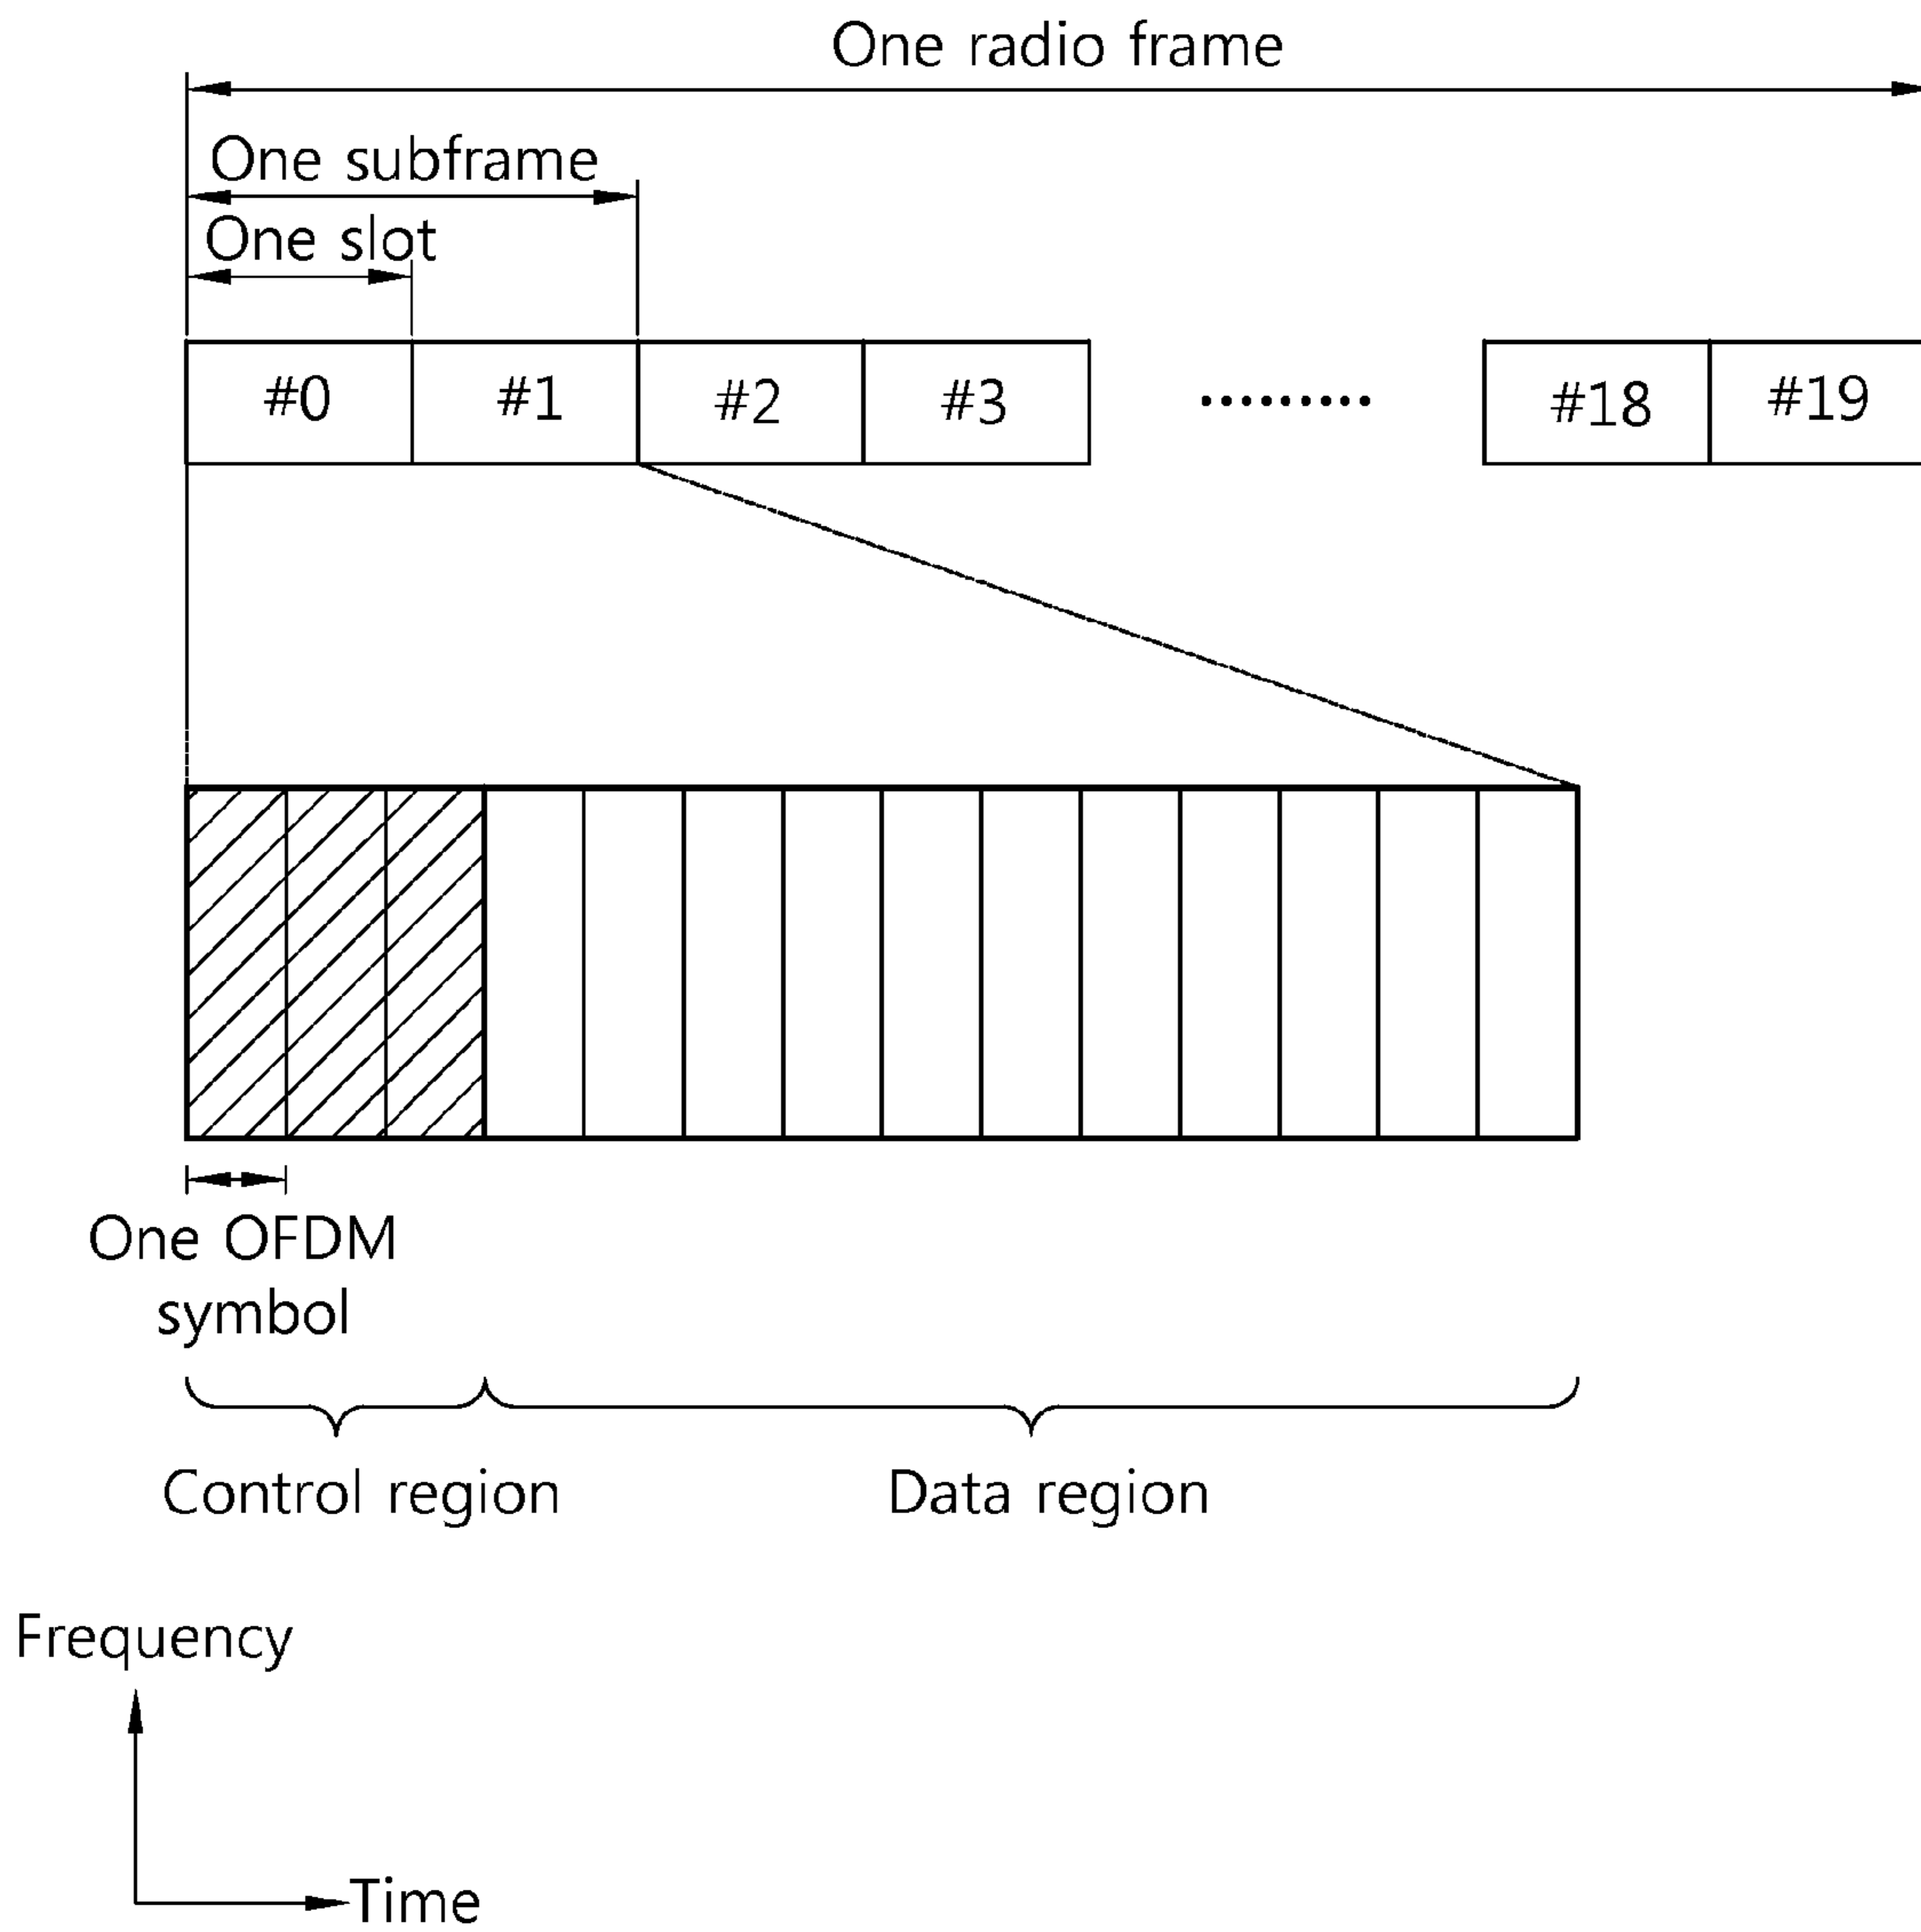 One radio frame
One subframe
One slot
#0 #1 #2 #3 ......... #18 #19
One OFDM
symbol
Control region Data region
Frequency
Time